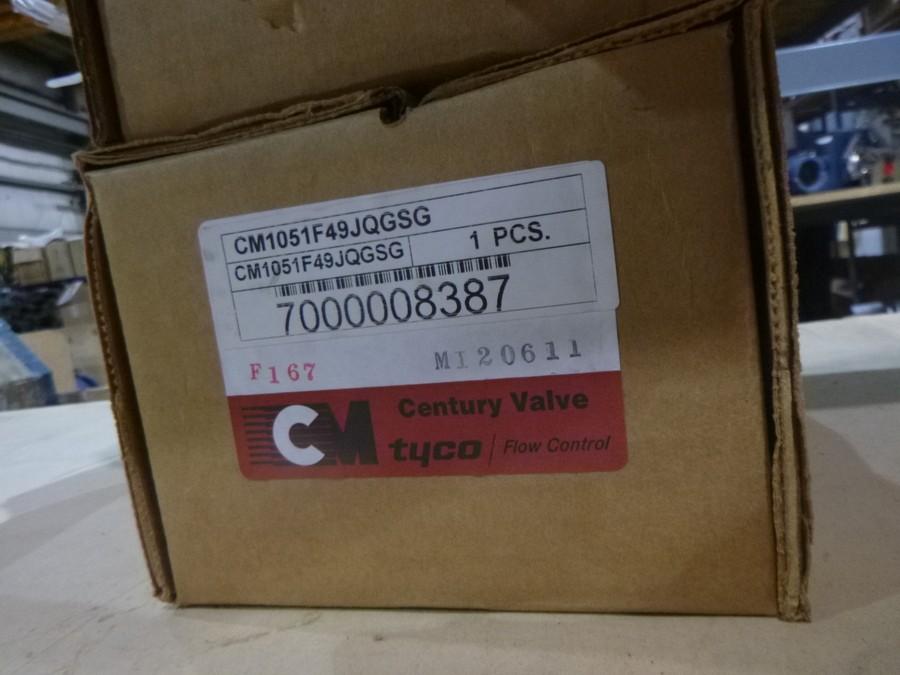 CM1051F49JQGSG
CM1051F49JQGSG 1 PCS.
7000008387
F167 MI20611
CM Century Valve
tyco | Flow Control